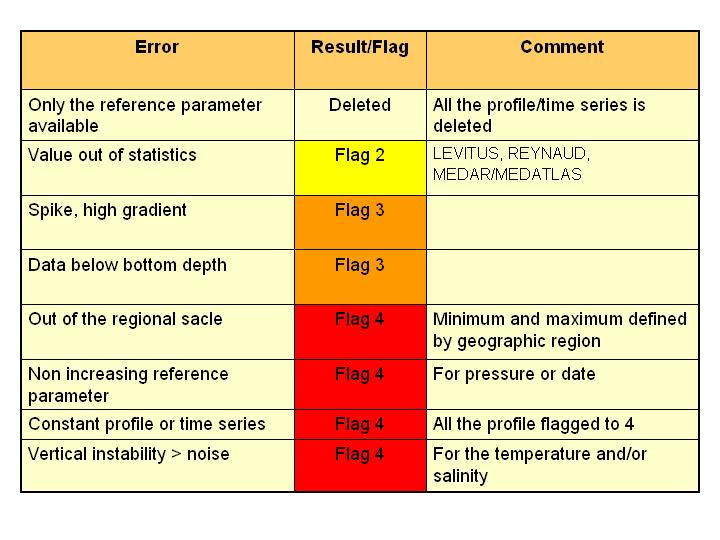 Error Result/Flag Comment
Only the reference parameter available Deleted All the profile/time series is deleted
Value out of statistics Flag 2 LEVITUS, REYNAUD, MEDAR/MEDATLAS
Spike, high gradient Flag 3
Data below bottom depth Flag 3
Out of the regional sacle Flag 4 Minimum and maximum defined by geographic region
Non increasing reference parameter Flag 4 For pressure or date
Constant profile or time series Flag 4 All the profile flagged to 4
Vertical instability > noise Flag 4 For the temperature and/or salinity